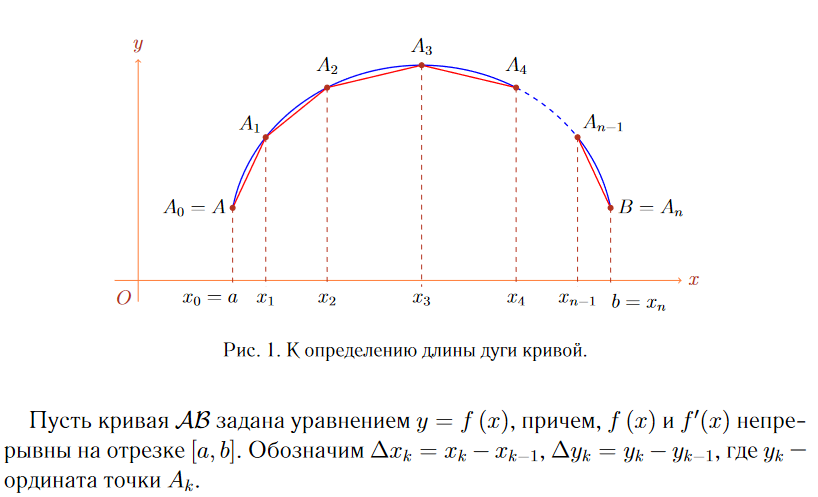 y
A₃
A₂
A₄
A₁
Aₙ₋₁
A₀ = A
B = Aₙ
x
O
x₀ = a
x₁
x₂
x₃
x₄
xₙ₋₁
b = xₙ
Рис. 1. К определению длины дуги кривой.
Пусть кривая 𝒜ℬ задана уравнением y = f (x), причем, f (x) и f′(x) непре-
рывны на отрезке [a, b]. Обозначим Δxₖ = xₖ − xₖ₋₁, Δyₖ = yₖ − yₖ₋₁, где yₖ −
ордината точки Aₖ.